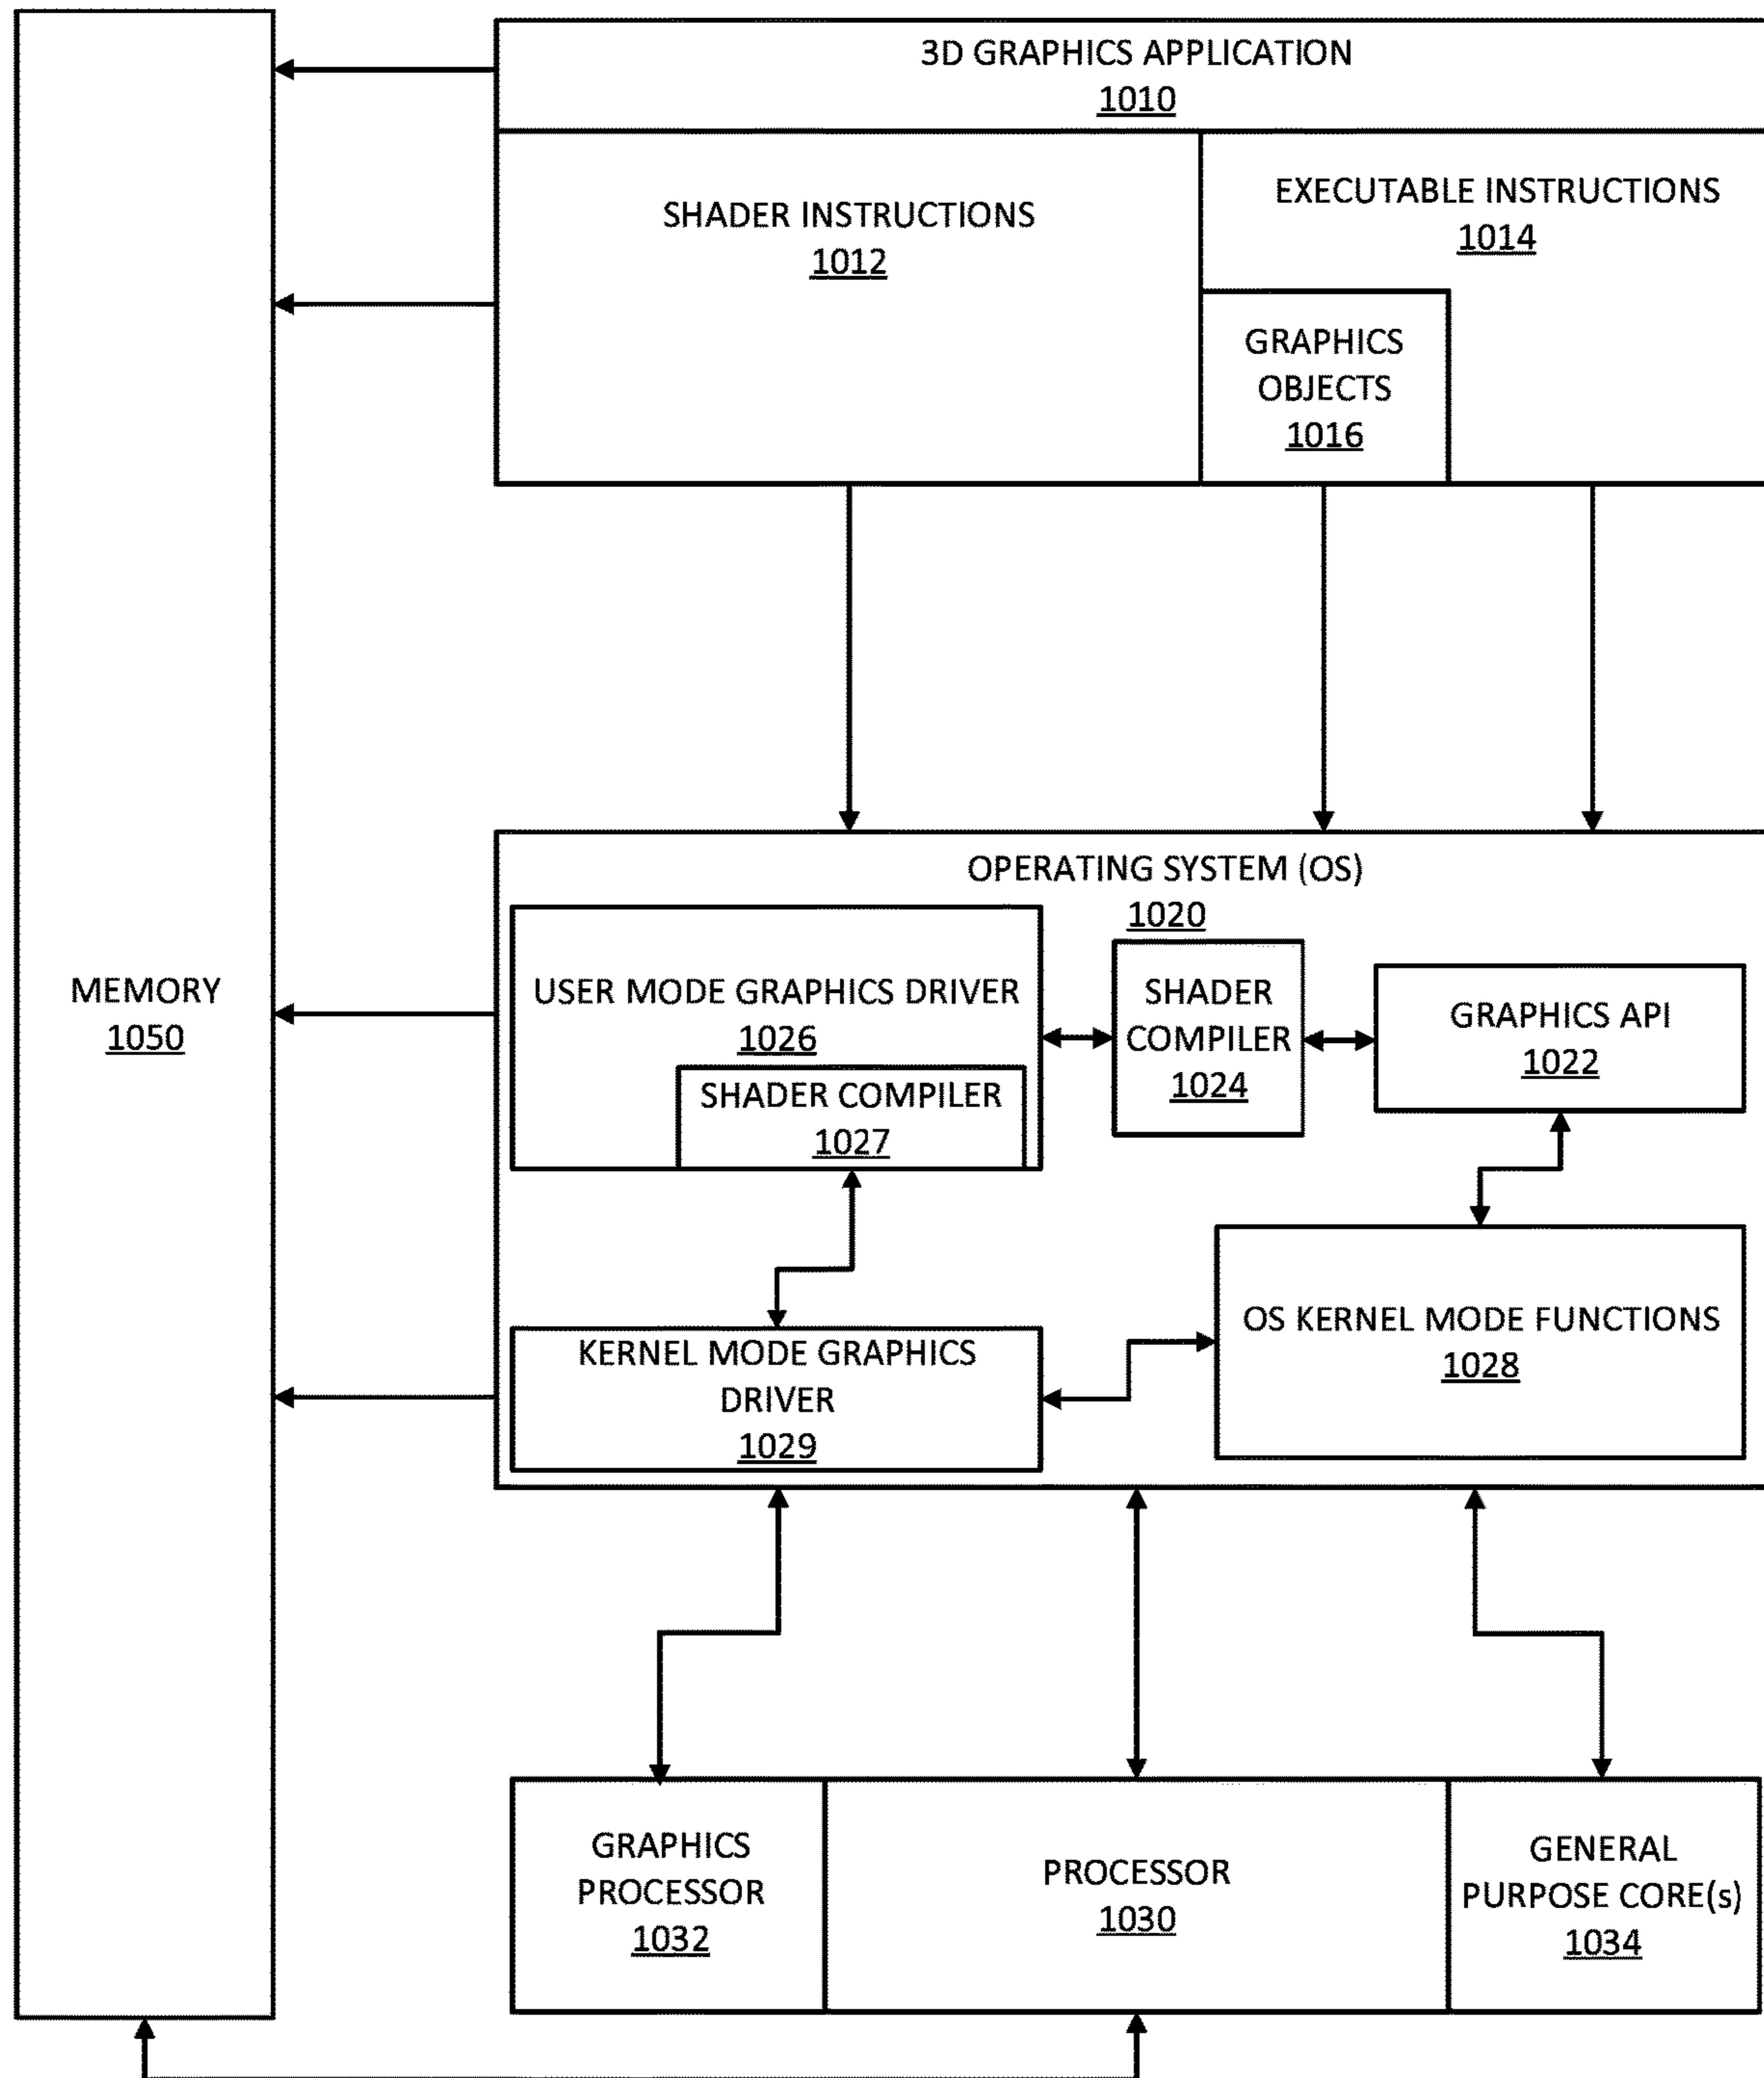 3D GRAPHICS APPLICATION
1010
SHADER INSTRUCTIONS
1012
EXECUTABLE INSTRUCTIONS
1014
GRAPHICS
OBJECTS
1016
MEMORY
1050
OPERATING SYSTEM (OS)
1020
USER MODE GRAPHICS DRIVER
1026
SHADER COMPILER
1027
SHADER
COMPILER
1024
GRAPHICS API
1022
KERNEL MODE GRAPHICS
DRIVER
1029
OS KERNEL MODE FUNCTIONS
1028
GRAPHICS
PROCESSOR
1032
PROCESSOR
1030
GENERAL
PURPOSE CORE(s)
1034